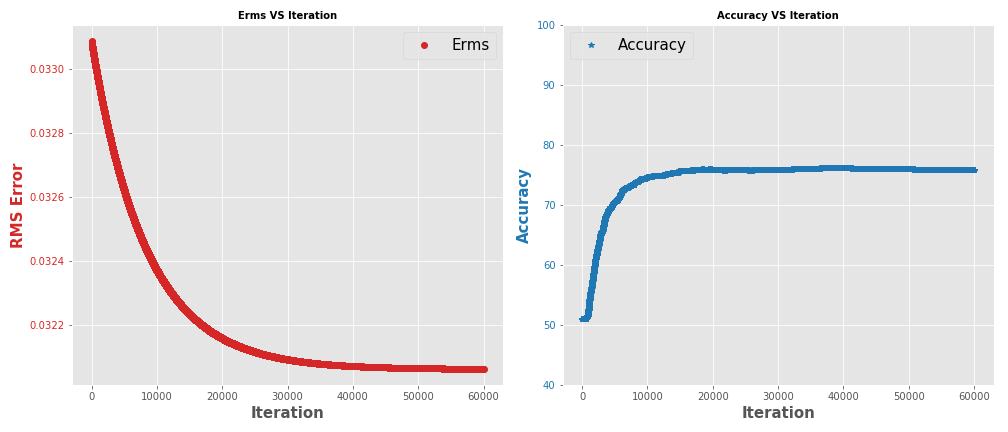 Erms VS Iteration
Erms
0.0330
0.0328
0.0326
0.0324
0.0322
RMS Error
0 10000 20000 30000 40000 50000 60000
Iteration
Accuracy VS Iteration
Accuracy
100
90
80
70
60
50
40
Accuracy
0 10000 20000 30000 40000 50000 60000
Iteration